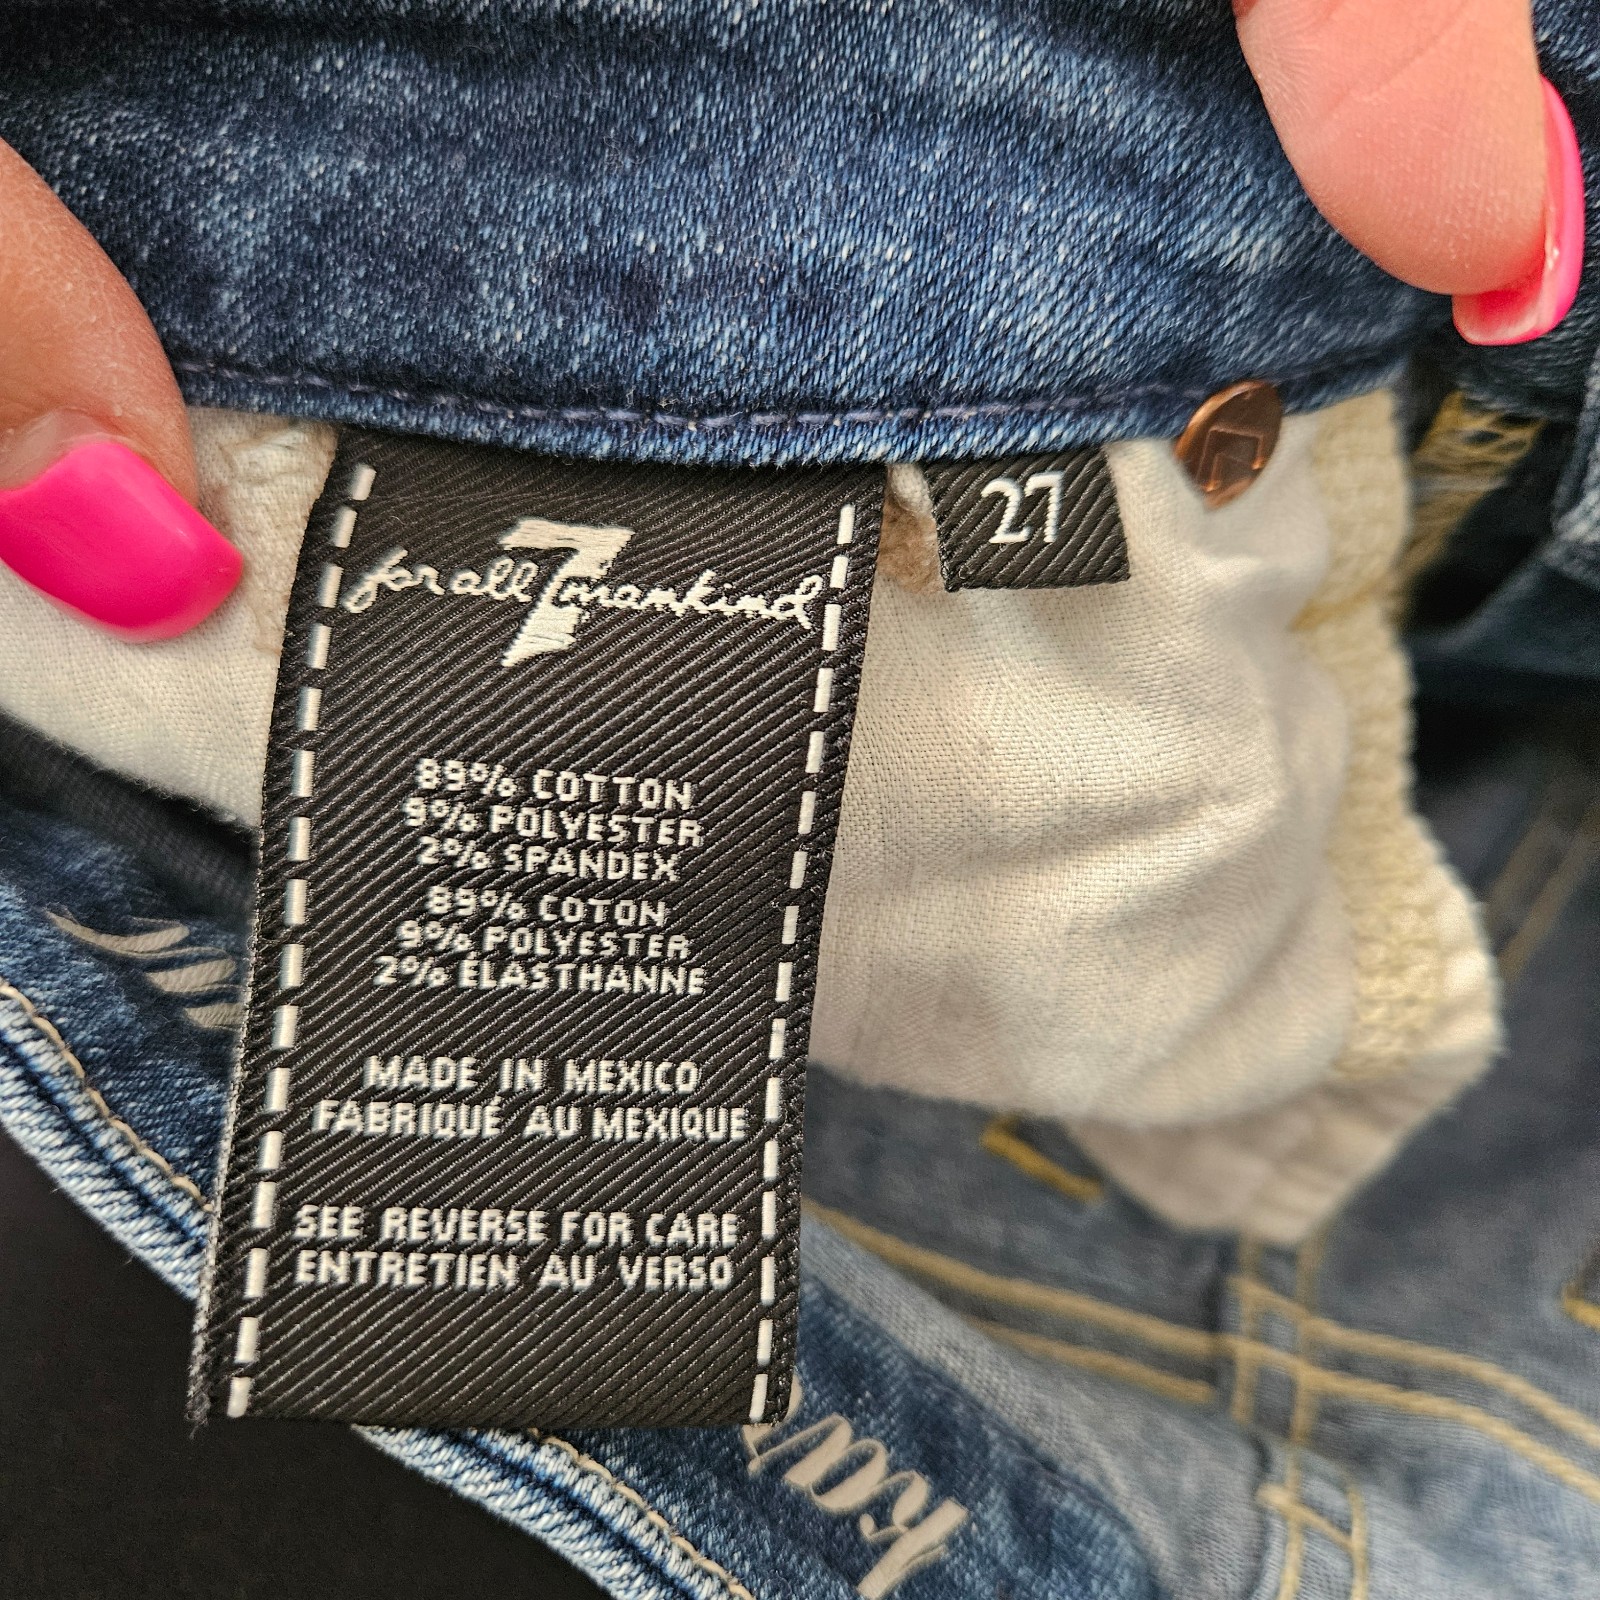 for all 7 mankind
27
89% COTTON
9% POLYESTER
2% SPANDEX
89% COTON
9% POLYESTER
2% ÉLASTHANNE
MADE IN MEXICO
FABRIQUÉ AU MEXIQUE
SEE REVERSE FOR CARE
ENTRETIEN AU VERSO